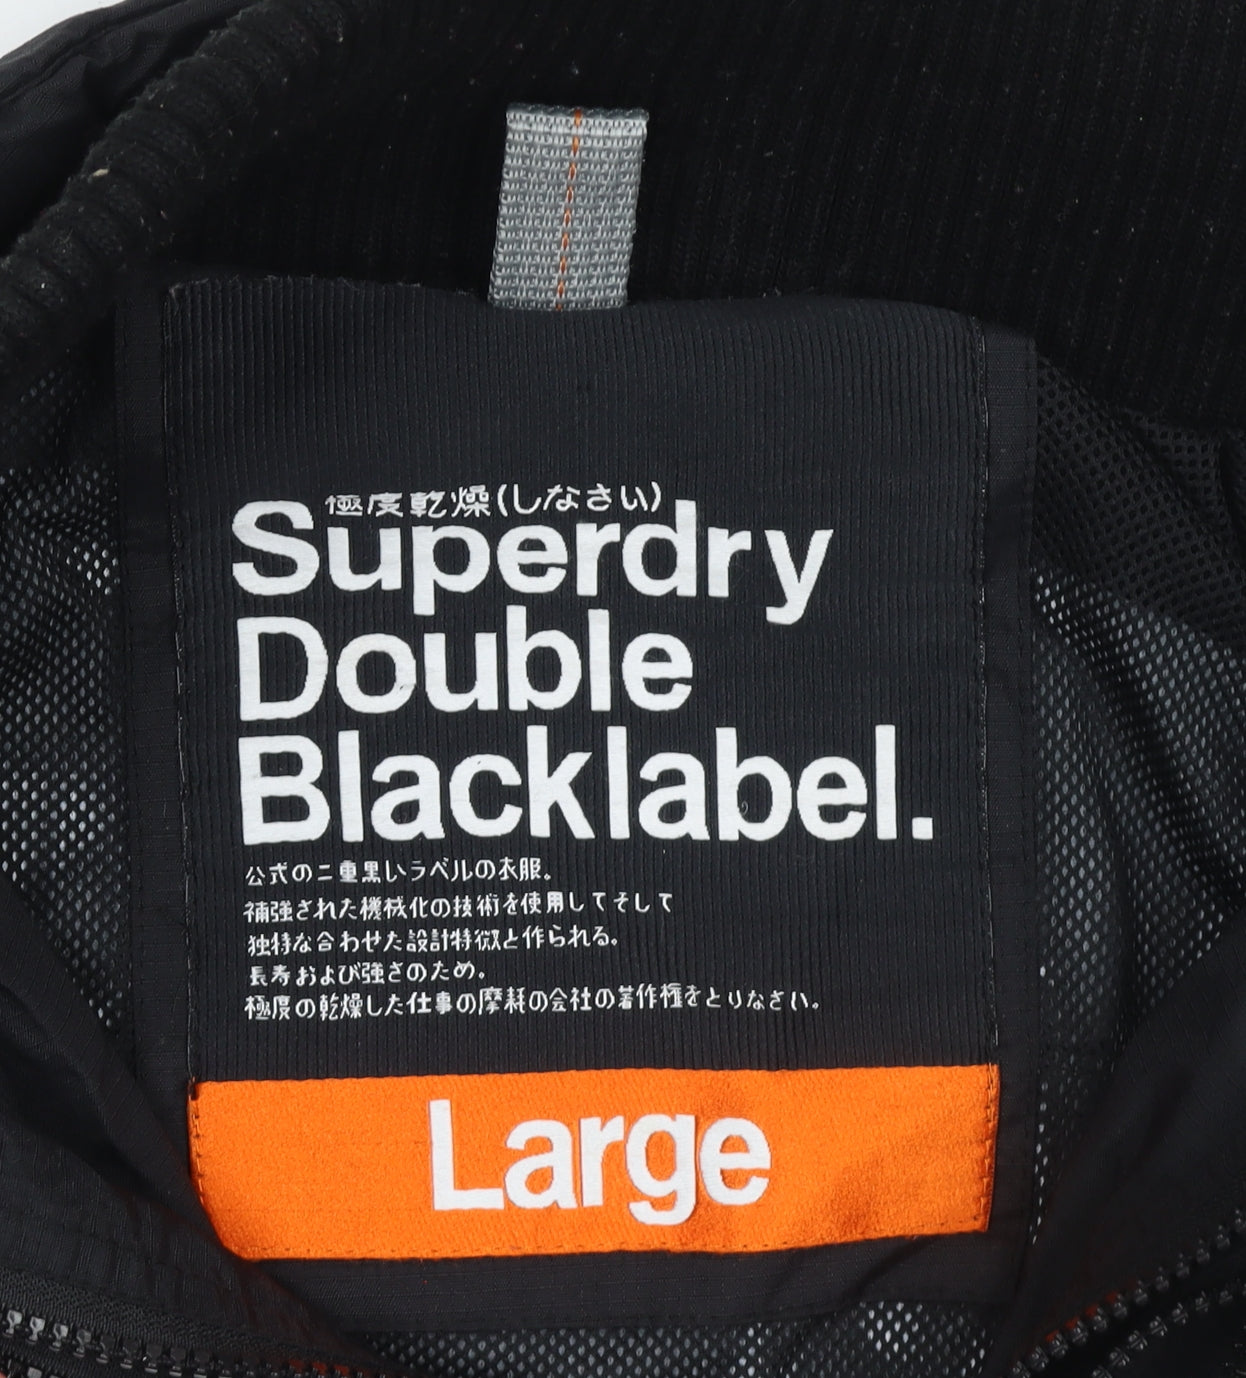 極度乾燥(しなさい)
Superdry
Double
Blacklabel.
公式の二重黒いラベルの衣服。
補強された機械化の技術を使用してそして
独特な合わせた設計特徴と作られる。
長寿および強さのため。
極度の乾燥した仕事の摩耗の会社の著作権をとりなさい。
Large